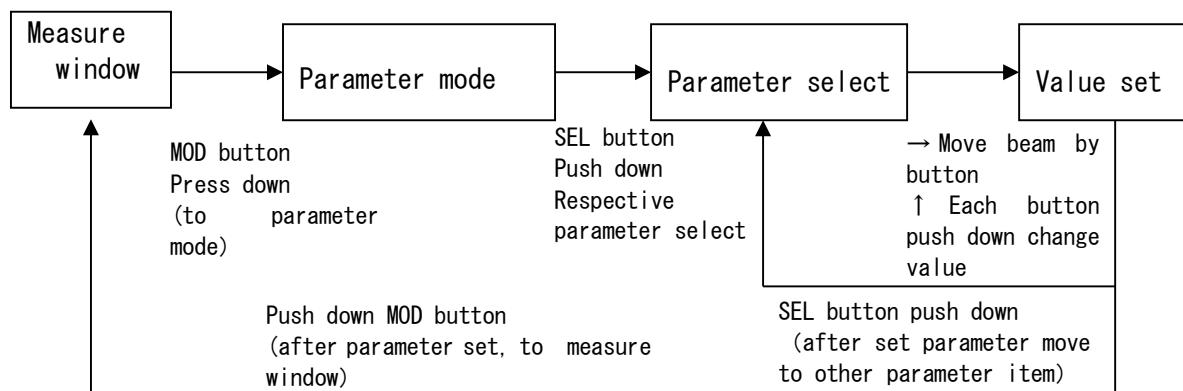 Measure
window
Parameter mode
Parameter select
Value set
MOD button
Press down
(to parameter
mode)
SEL button
Push down
Respective
parameter select
→ Move beam by
button
↑ Each button
push down change
value
Push down MOD button
(after parameter set, to measure
window)
SEL button push down
(after set parameter move
to other parameter item)